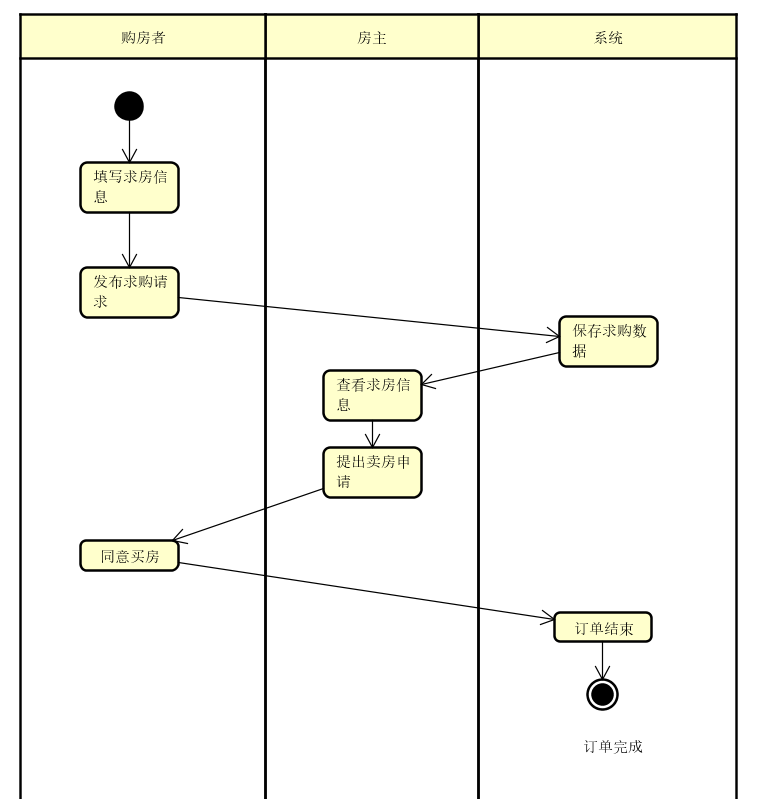 购房者
房主
系统
填写求房信
息
发布求购请
求
保存求购数
据
查看求房信
息
提出卖房申
请
同意买房
订单结束
订单完成